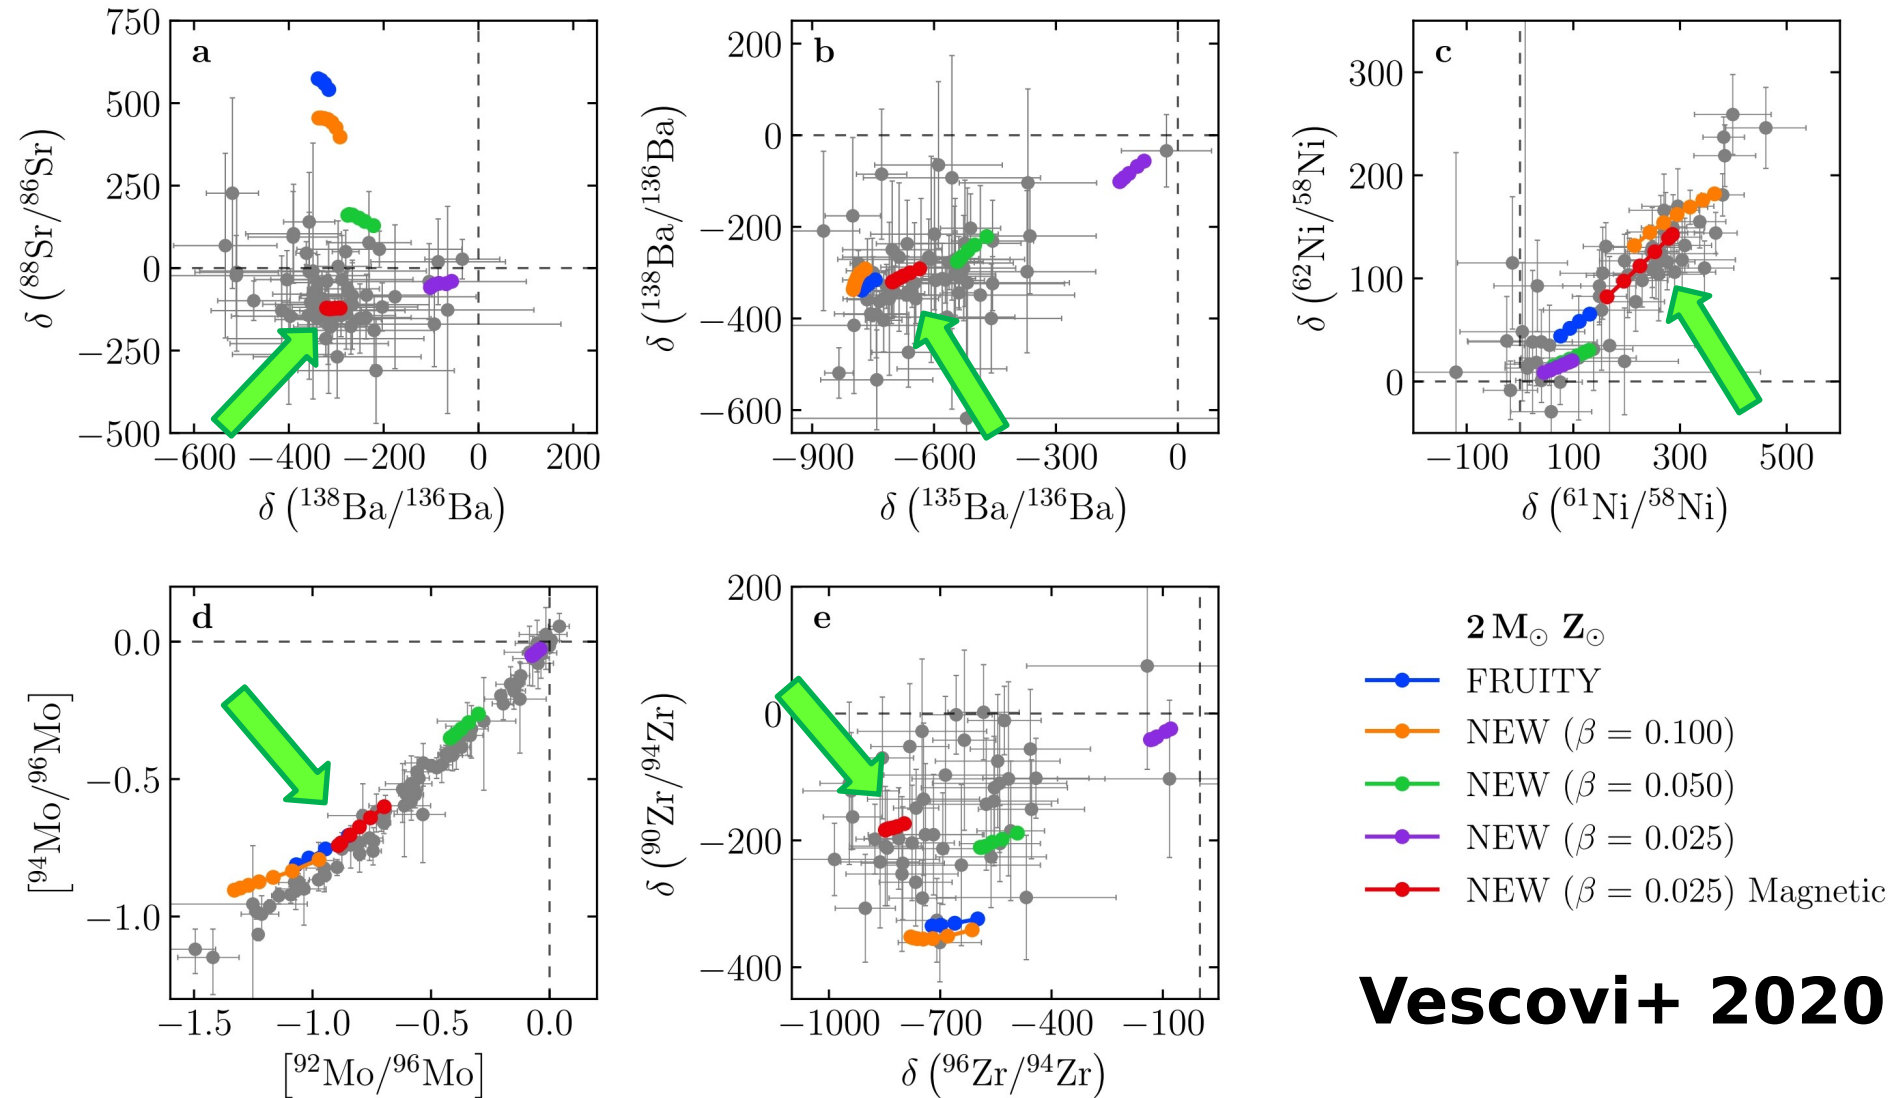 a
750
500
250
0
−250
−500
δ (⁸⁸Sr/⁸⁶Sr)
−600 −400 −200 0 200
δ (¹³⁸Ba/¹³⁶Ba)
b
200
0
−200
−400
−600
δ (¹³⁸Ba/¹³⁶Ba)
−900 −600 −300 0
δ (¹³⁵Ba/¹³⁶Ba)
c
300
200
100
0
δ (⁶²Ni/⁵⁸Ni)
−100 100 300 500
δ (⁶¹Ni/⁵⁸Ni)
d
0.0
−0.5
−1.0
[⁹⁴Mo/⁹⁶Mo]
−1.5 −1.0 −0.5 0.0
[⁹²Mo/⁹⁶Mo]
e
200
0
−200
−400
δ (⁹⁰Zr/⁹⁴Zr)
−1000 −700 −400 −100
δ (⁹⁶Zr/⁹⁴Zr)
2 M⊙ Z⊙
FRUITY
NEW (β = 0.100)
NEW (β = 0.050)
NEW (β = 0.025)
NEW (β = 0.025) Magnetic
Vescovi+ 2020